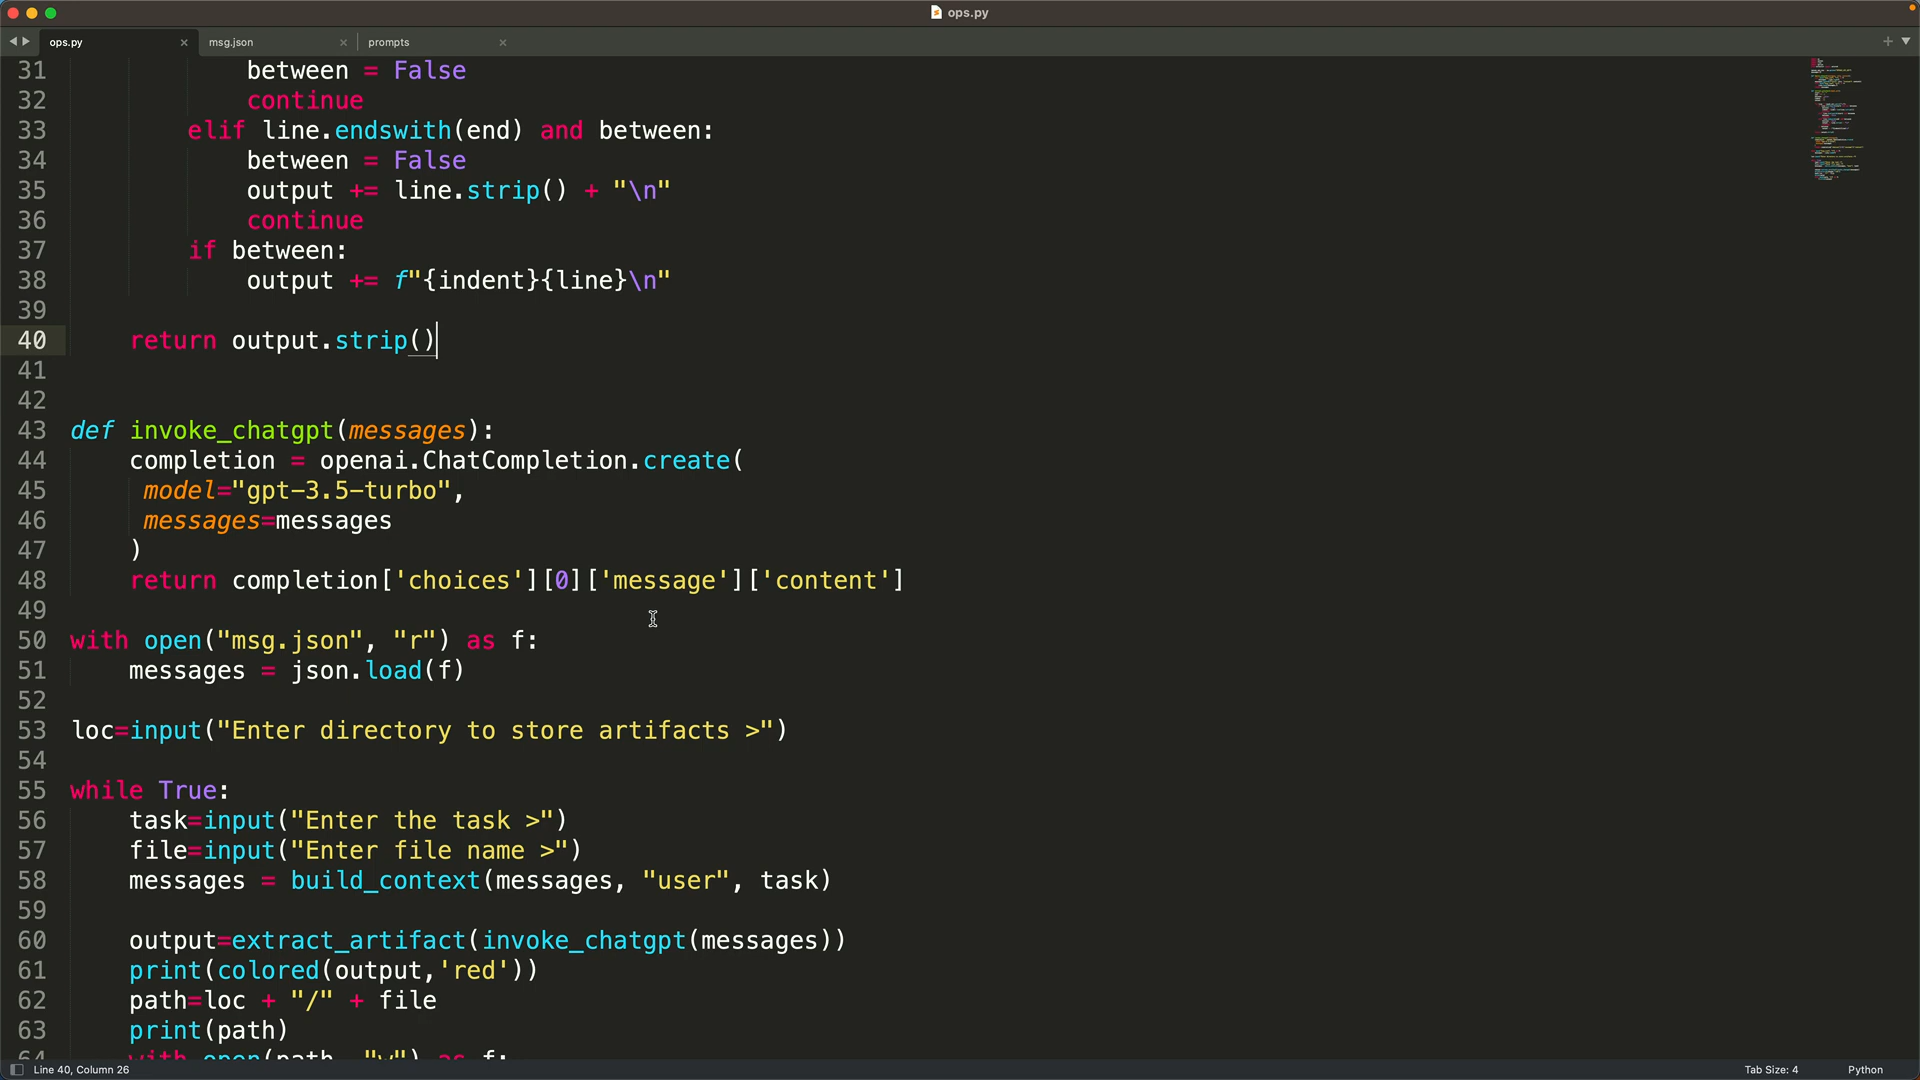 ops.py
ops.py
msg.json
prompts
31 between = False
32 continue
33 elif line.endswith(end) and between:
34 between = False
35 output += line.strip() + "\n"
36 continue
37 if between:
38 output += f"{indent}{line}\n"
39
40 return output.strip()
41
42
43 def invoke_chatgpt(messages):
44 completion = openai.ChatCompletion.create(
45 model="gpt-3.5-turbo",
46 messages=messages
47 )
48 return completion['choices'][0]['message']['content']
49
50 with open("msg.json", "r") as f:
51 messages = json.load(f)
52
53 loc=input("Enter directory to store artifacts >")
54
55 while True:
56 task=input("Enter the task >")
57 file=input("Enter file name >")
58 messages = build_context(messages, "user", task)
59
60 output=extract_artifact(invoke_chatgpt(messages))
61 print(colored(output,'red'))
62 path=loc + "/" + file
63 print(path)
64 with open(path, "w") as f:
Line 40, Column 26
Tab Size: 4
Python